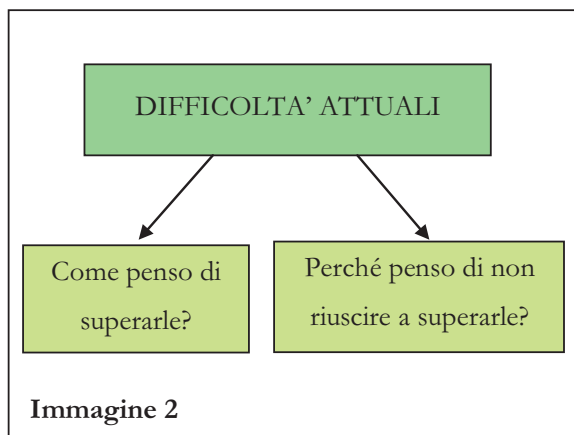 DIFFICOLTA’ ATTUALI
Come penso di
superarle?
Perché penso di non
riuscire a superarle?
Immagine 2